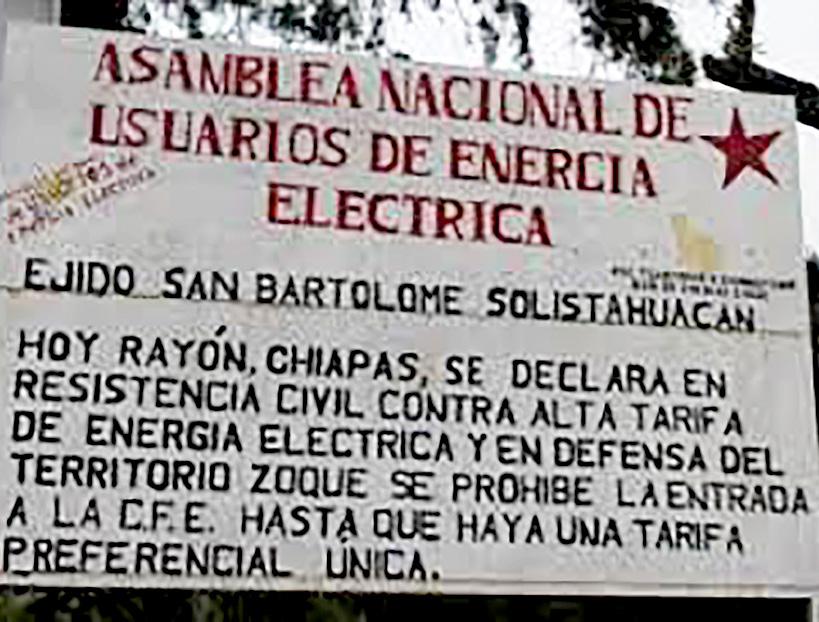 ASAMBLEA NACIONAL DE
USUARIOS DE ENERGIA
ELECTRICA
ENERGIA ELECTRICA
EJIDO SAN BARTOLOME SOLISTAHUACAN
HOY RAYÓN, CHIAPAS, SE DECLARA EN
RESISTENCIA CIVIL CONTRA ALTA TARIFA
DE ENERGIA ELECTRICA Y EN DEFENSA DEL
TERRITORIO ZOQUE SE PROHIBE LA ENTRADA
A LA C.F.E. HASTA QUE HAYA UNA TARIFA
PREFERENCIAL ÚNICA.